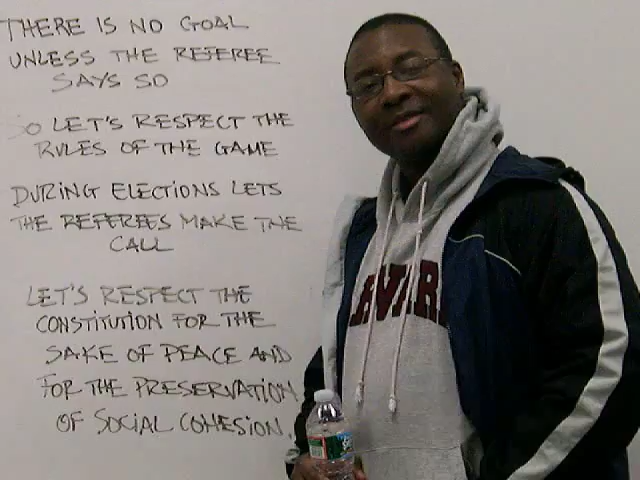 THERE IS NO GOAL
UNLESS THE REFEREE
SAYS SO
SO LET'S RESPECT THE
RULES OF THE GAME
DURING ELECTIONS LETS
THE REFEREES MAKE THE
CALL
LET'S RESPECT THE
CONSTITUTION FOR THE
SAKE OF PEACE AND
FOR THE PRESERVATION
OF SOCIAL COHESION.